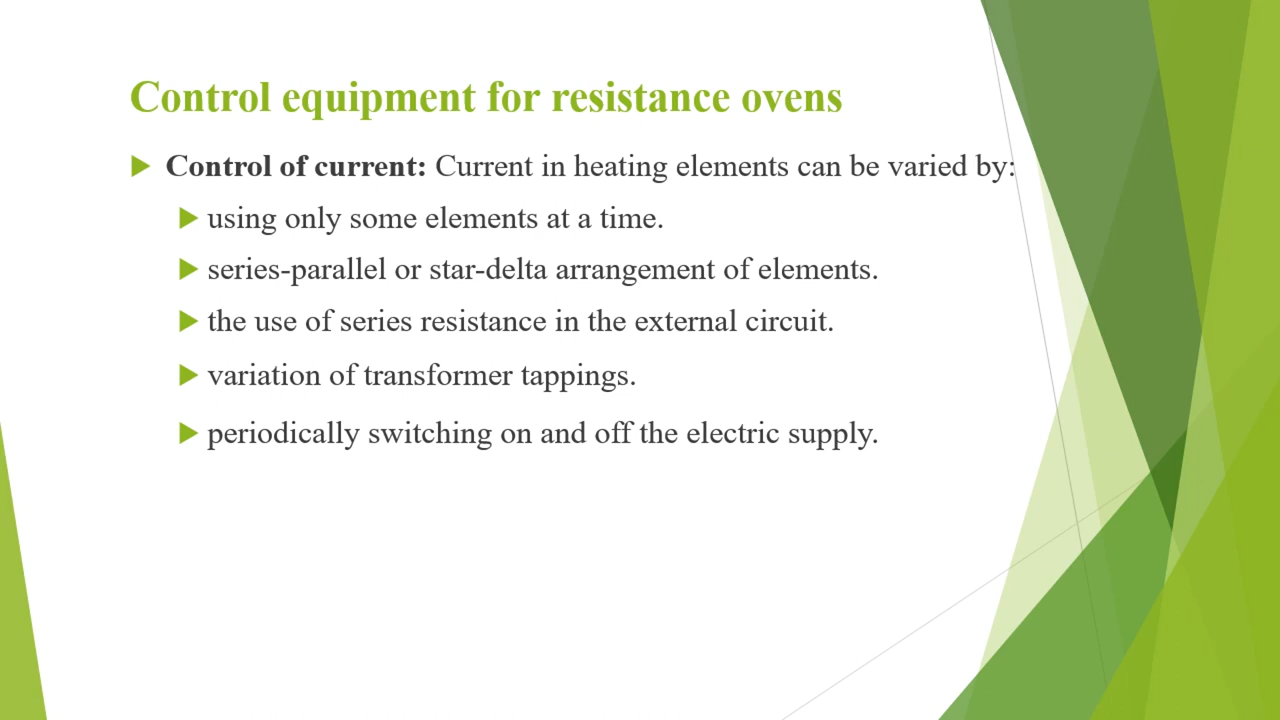 Control equipment for resistance ovens
Control of current: Current in heating elements can be varied by:
using only some elements at a time.
series-parallel or star-delta arrangement of elements.
the use of series resistance in the external circuit.
variation of transformer tappings.
periodically switching on and off the electric supply.